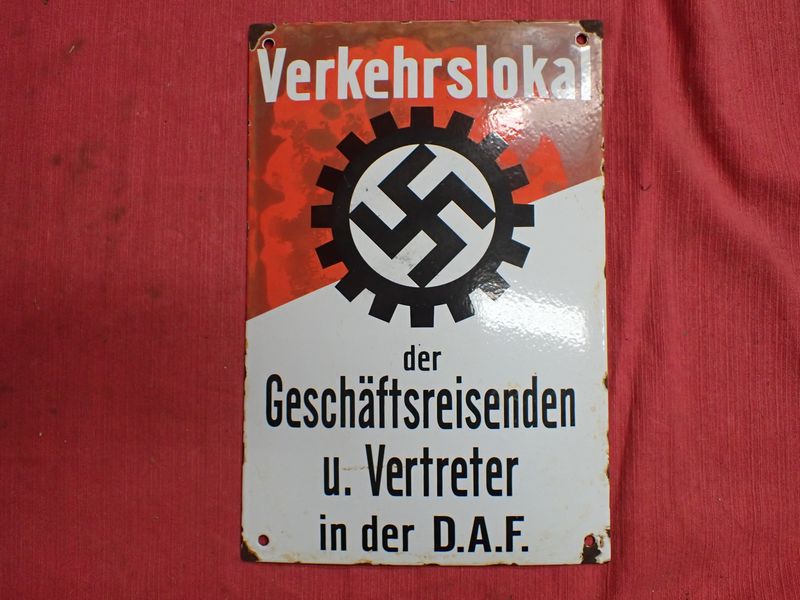 Verkehrslokal
der
Geschäftsreisenden
u. Vertreter
in der D.A.F.